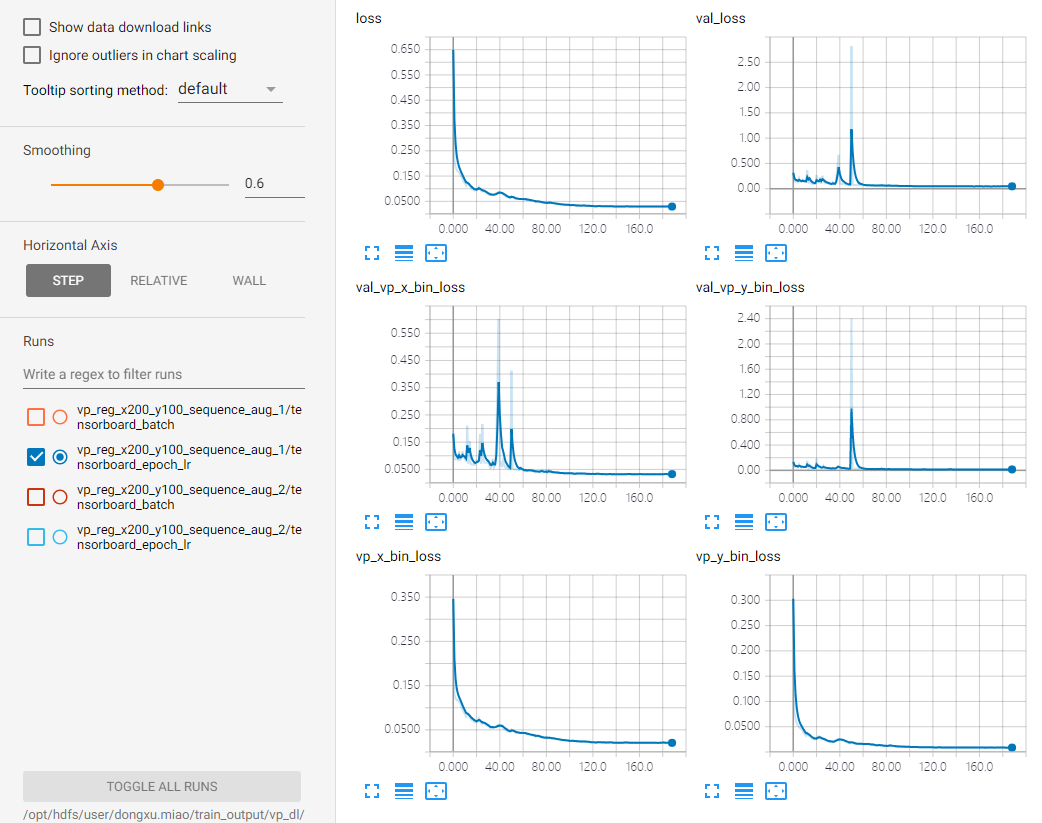 Show data download links
Ignore outliers in chart scaling
Tooltip sorting method: default
Smoothing
0.6
Horizontal Axis
STEP RELATIVE WALL
Runs
Write a regex to filter runs
vp_reg_x200_y100_sequence_aug_1/te
nsorboard_batch
vp_reg_x200_y100_sequence_aug_1/te
nsorboard_epoch_lr
vp_reg_x200_y100_sequence_aug_2/te
nsorboard_batch
vp_reg_x200_y100_sequence_aug_2/te
nsorboard_epoch_lr
TOGGLE ALL RUNS
/opt/hdfs/user/dongxu.miao/train_output/vp_dl/
loss
0.650
0.550
0.450
0.350
0.250
0.150
0.0500
0.000 40.00 80.00 120.0 160.0
val_loss
2.50
2.00
1.50
1.00
0.500
0.00
0.000 40.00 80.00 120.0 160.0
val_vp_x_bin_loss
0.550
0.450
0.350
0.250
0.150
0.0500
0.000 40.00 80.00 120.0 160.0
val_vp_y_bin_loss
2.40
2.00
1.60
1.20
0.800
0.400
0.00
0.000 40.00 80.00 120.0 160.0
vp_x_bin_loss
0.350
0.250
0.150
0.0500
0.000 40.00 80.00 120.0 160.0
vp_y_bin_loss
0.300
0.250
0.200
0.150
0.100
0.0500
0.000 40.00 80.00 120.0 160.0